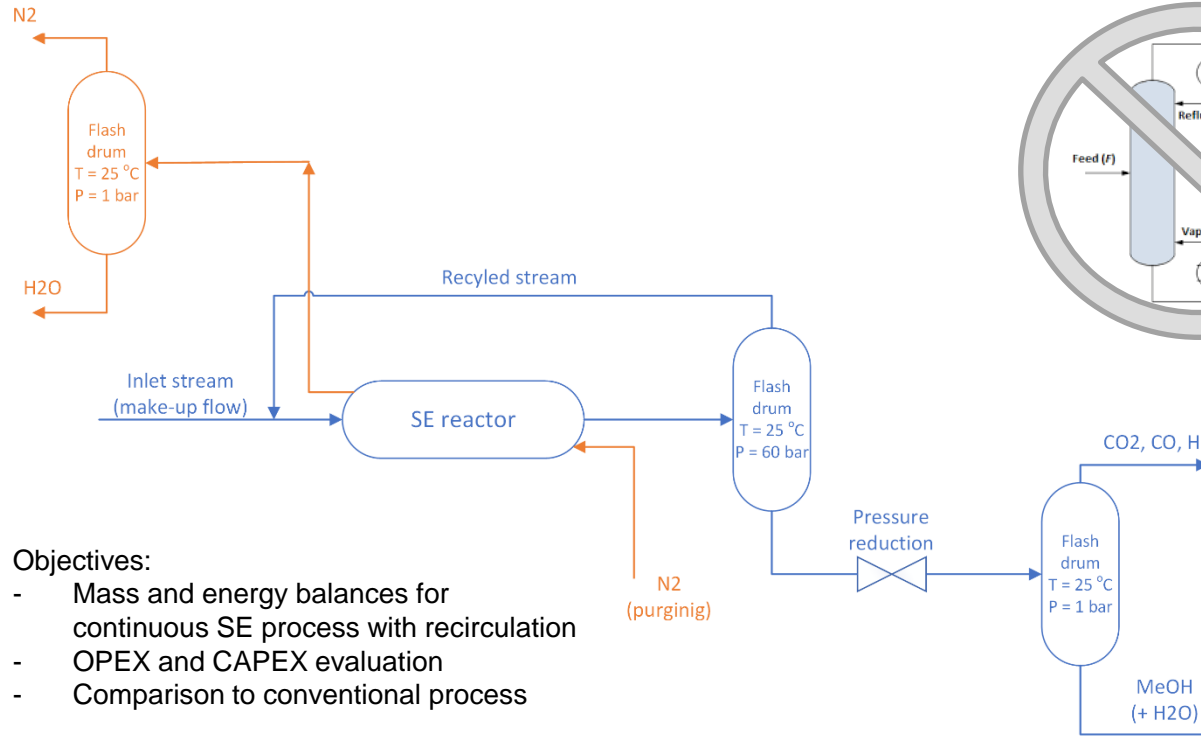 N2
Flash
drum
T = 25 °C
P = 1 bar
H2O
Feed (F)
Recyled stream
Inlet stream
(make-up flow)
SE reactor
Flash
drum
T = 25 °C
P = 60 bar
CO2, CO, H
Pressure
reduction
Flash
drum
T = 25 °C
P = 1 bar
N2
(purginig)
MeOH
(+ H2O)
Objectives:
- Mass and energy balances for
continuous SE process with recirculation
- OPEX and CAPEX evaluation
- Comparison to conventional process